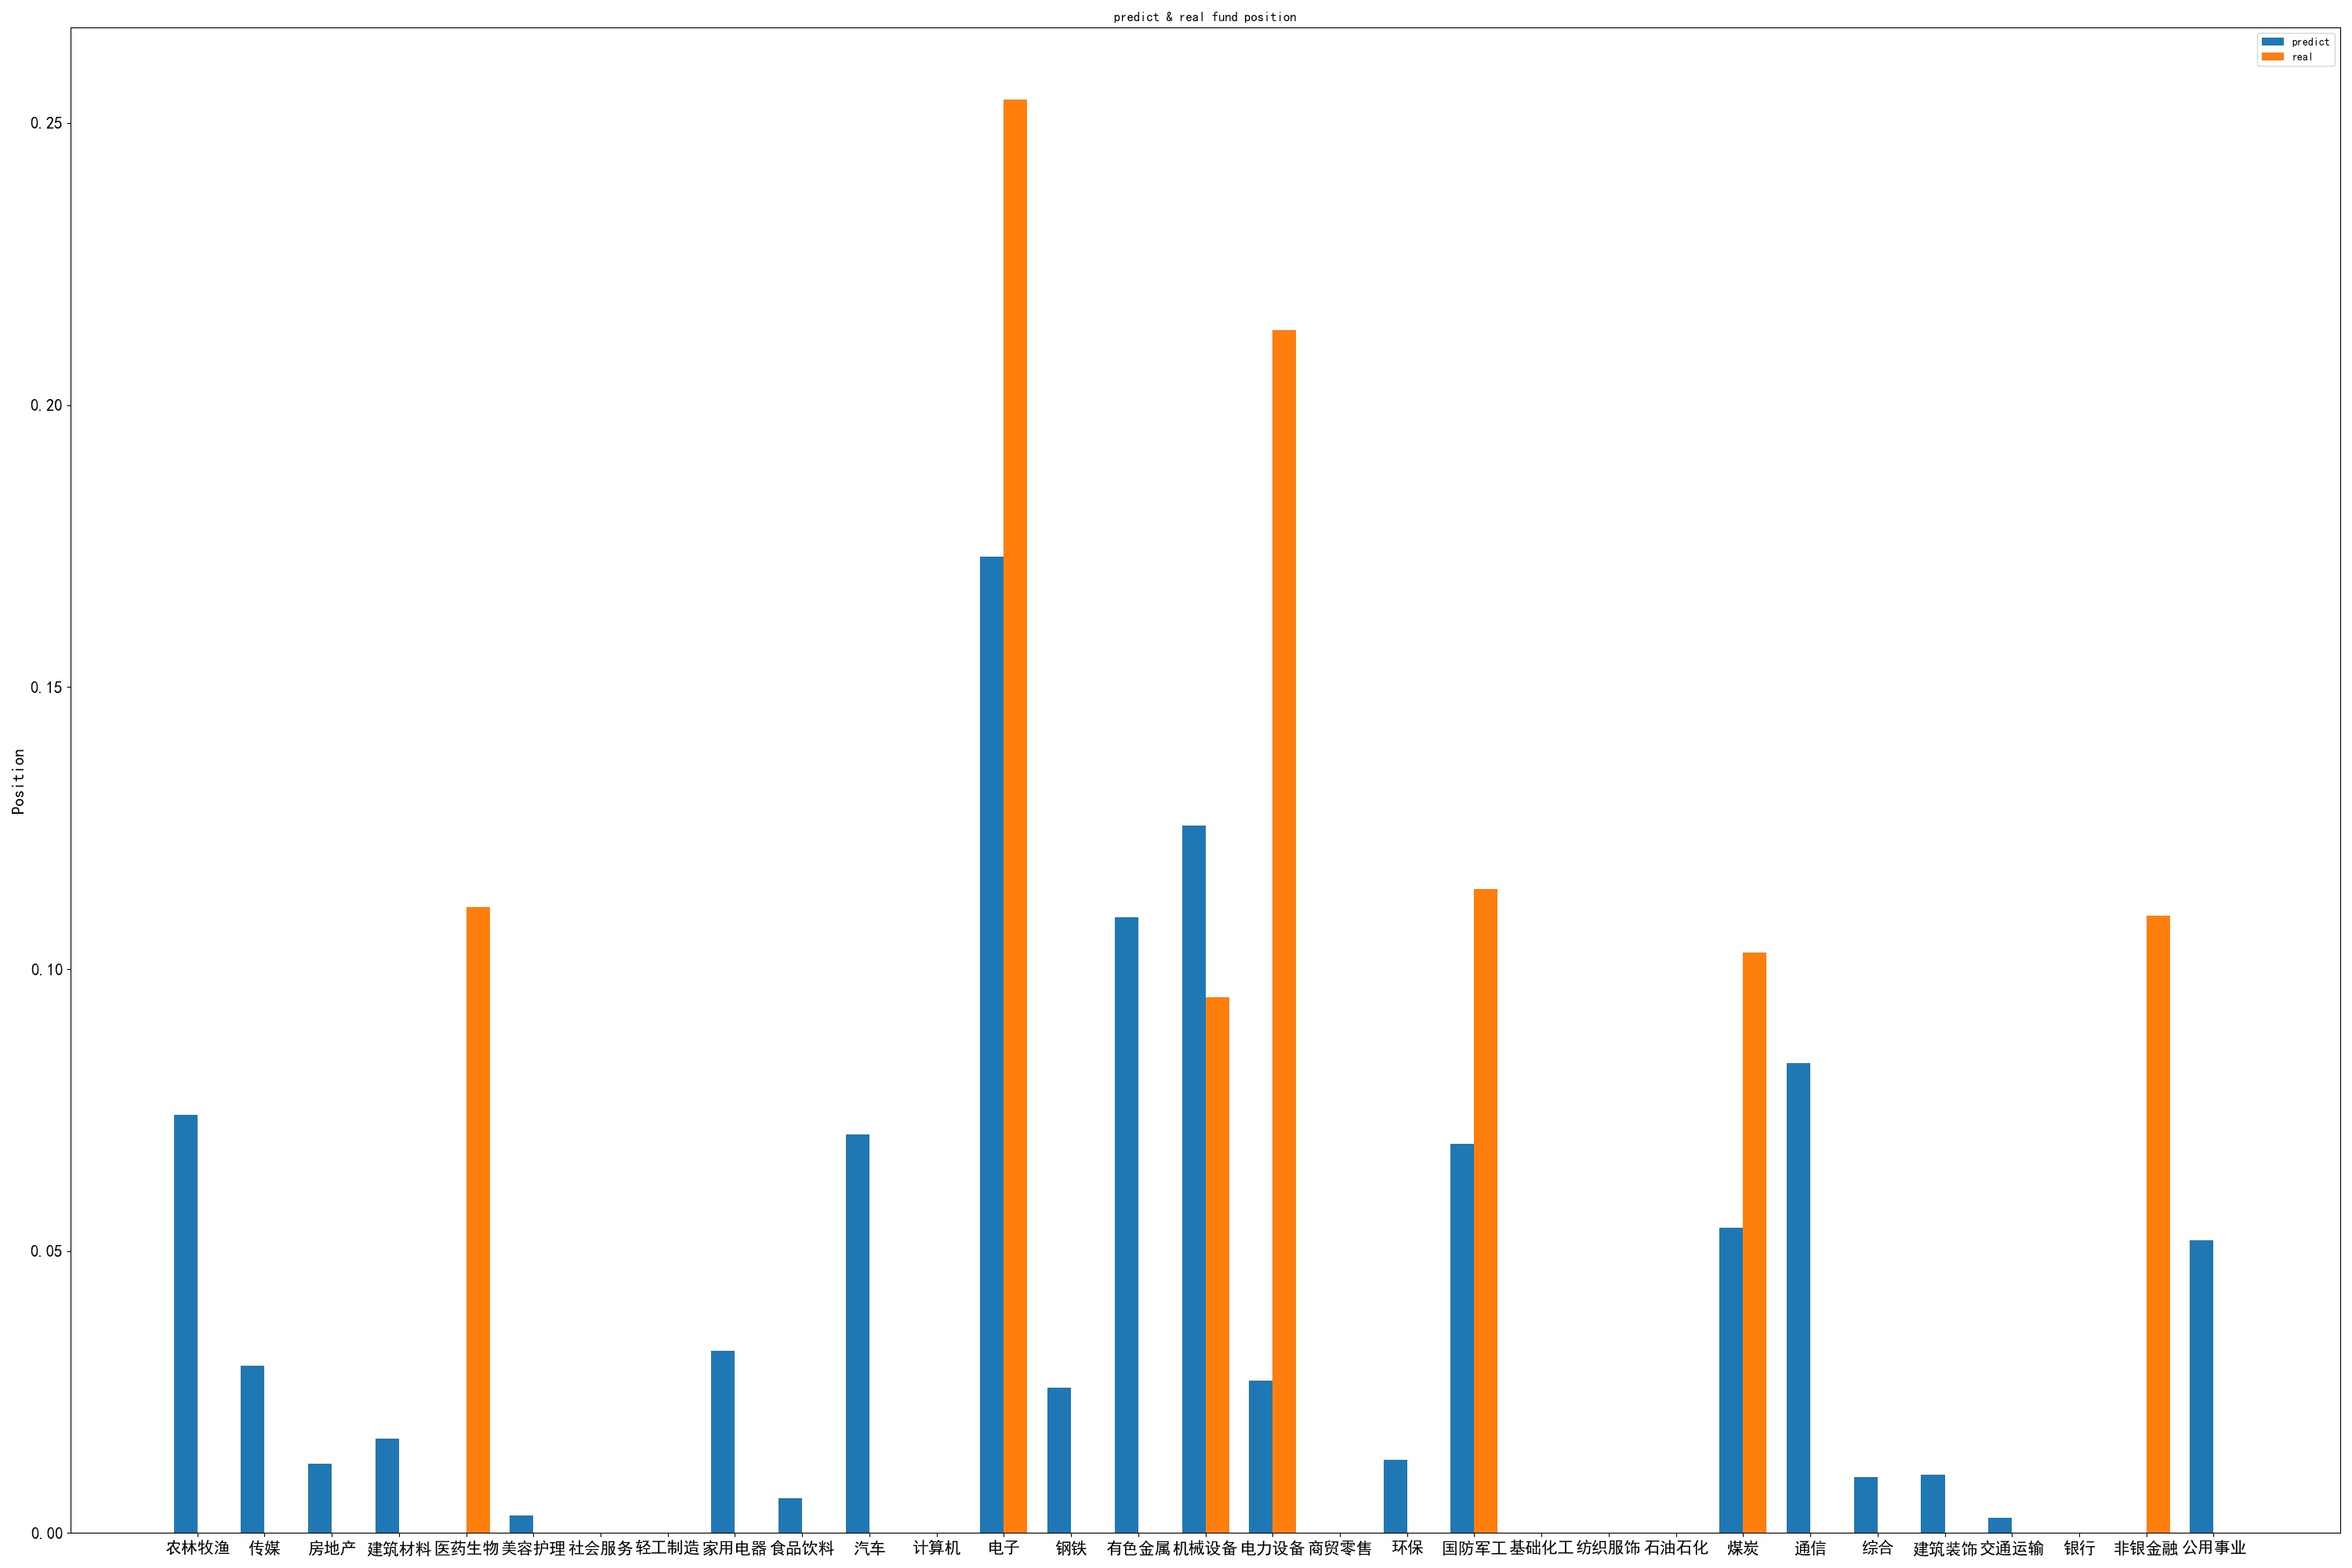 predict & real fund position
predict
real
0.25
0.20
0.15
0.10
0.05
0.00
Position
农林牧渔 传媒 房地产 建筑材料 医药生物 美容护理 社会服务 轻工制造 家用电器 食品饮料 汽车 计算机 电子 钢铁 有色金属 机械设备 电力设备 商贸零售 环保 国防军工 基础化工 纺织服饰 石油石化 煤炭 通信 综合 建筑装饰 交通运输 银行 非银金融 公用事业